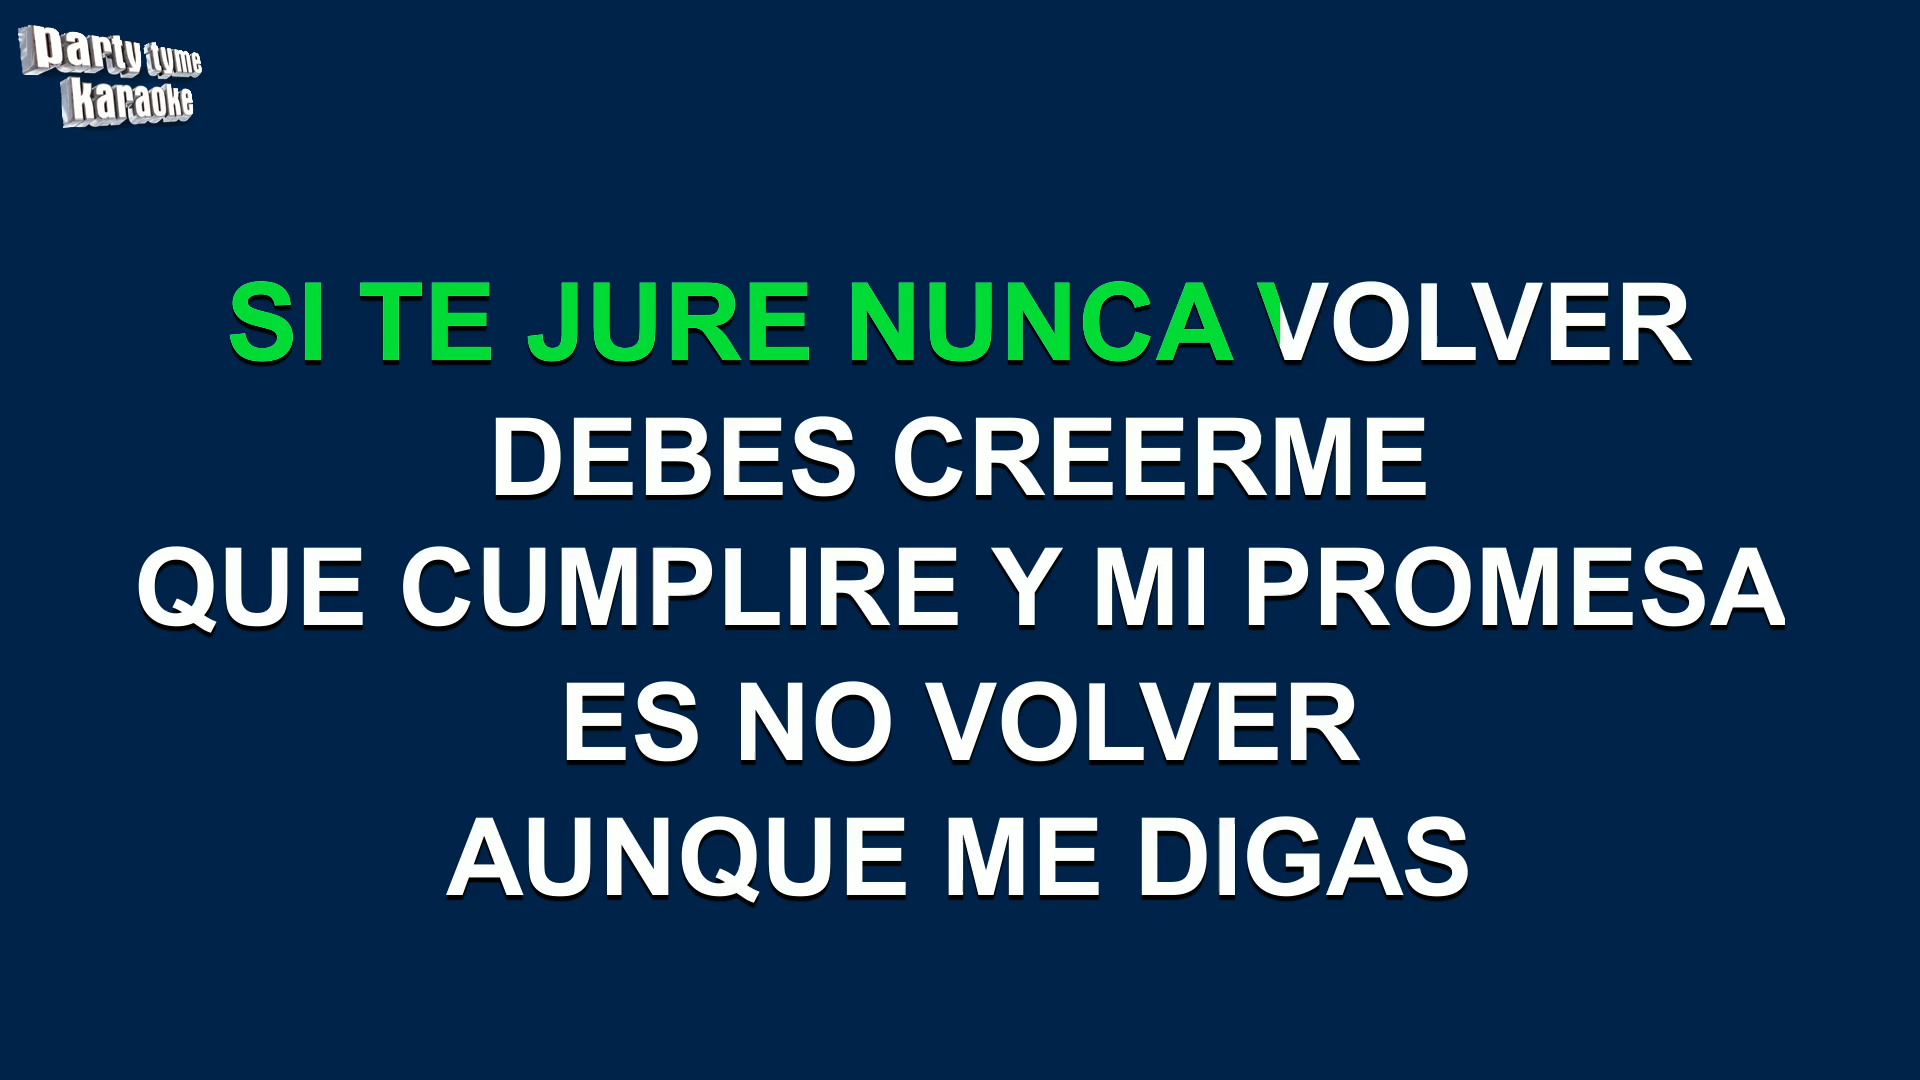 party tyme
karaoke
SI TE JURE NUNCA VOLVER
DEBES CREERME
QUE CUMPLIRE Y MI PROMESA
ES NO VOLVER
AUNQUE ME DIGAS